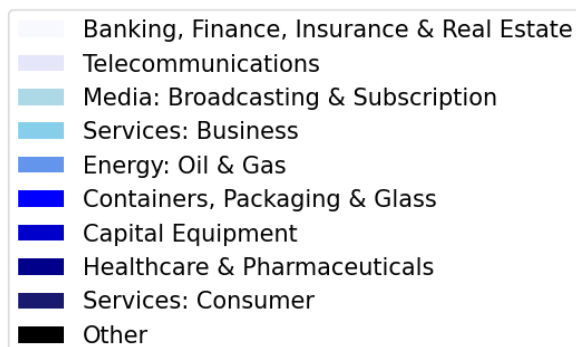 Banking, Finance, Insurance & Real Estate
Telecommunications
Media: Broadcasting & Subscription
Services: Business
Energy: Oil & Gas
Containers, Packaging & Glass
Capital Equipment
Healthcare & Pharmaceuticals
Services: Consumer
Other